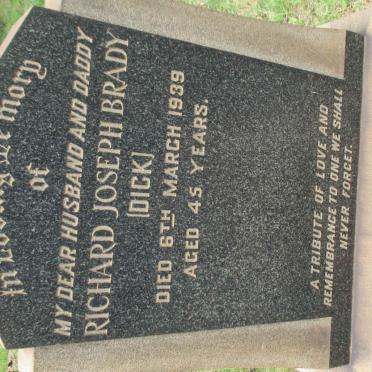 In Loving Memory
of
MY DEAR HUSBAND AND DADDY
RICHARD JOSEPH BRADY
[DICK]
DIED 6TH MARCH 1939
AGED 45 YEARS.
A TRIBUTE OF LOVE AND
REMEMBRANCE TO ONE WE SHALL
NEVER FORGET.